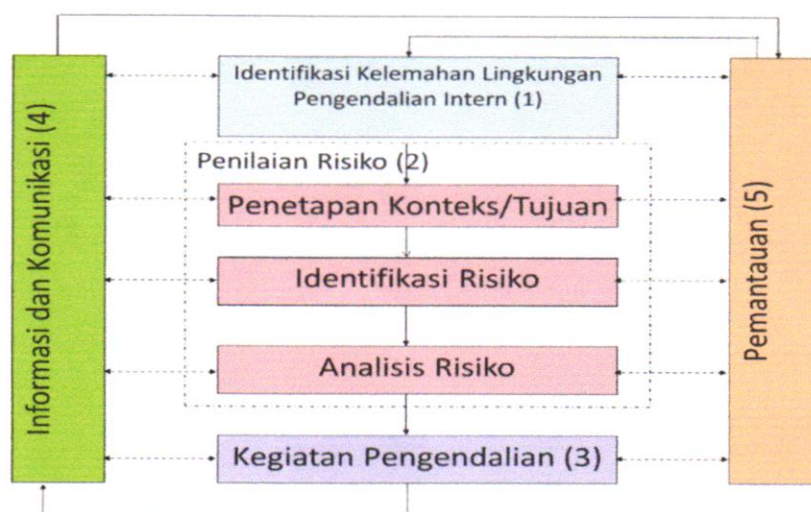 Identifikasi Kelemahan Lingkungan
Pengendalian Intern (1)
Penilaian Risiko (2)
Penetapan Konteks/Tujuan
Identifikasi Risiko
Analisis Risiko
Kegiatan Pengendalian (3)
Informasi dan Komunikasi (4)
Pemantauan (5)